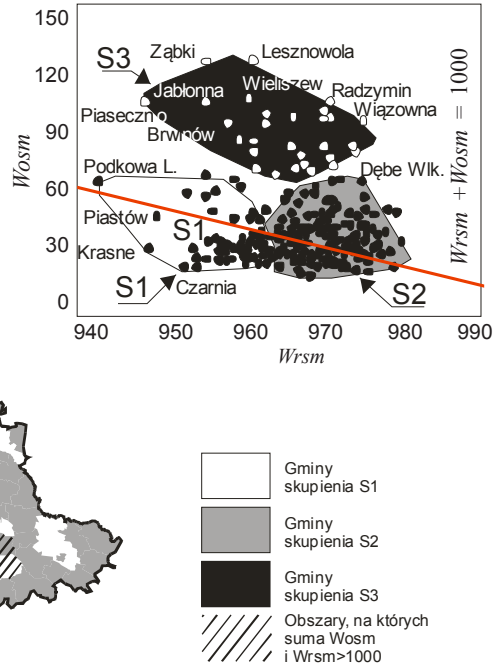 150
120
90
60
30
0
Wosm
940 950 960 970 980 990
Wrsm
Wrsm + Wosm = 1000
S3
Ząbki
Lesznowola
Jabłonna
Wieliszew
Radzymin
Piaseczno
Wiązowna
Brwinów
Podkowa L.
Dębe Wlk.
Piastów
S1
Krasne
S1
Czarnia
S2
Gminy
skupienia S1
Gminy
skupienia S2
Gminy
skupienia S3
Obszary, na których
suma Wosm
i Wrsm>1000